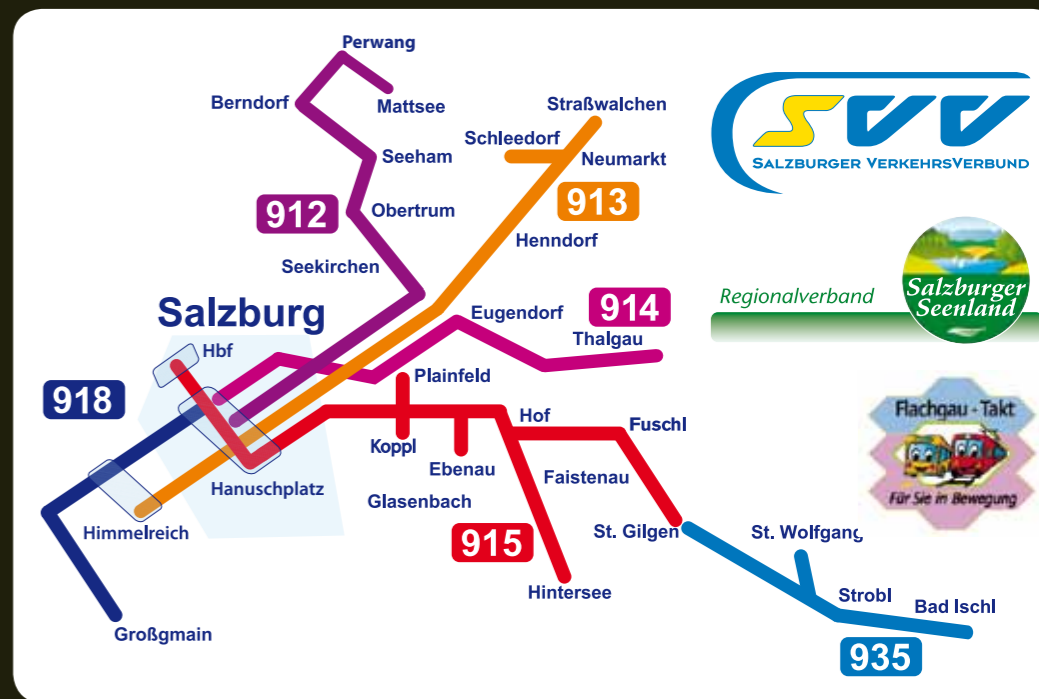 Perwang
Berndorf
Mattsee
Straßwalchen
Schleedorf
Seeham
Neumarkt
912
Obertrum
913
Henndorf
Seekirchen
Salzburg
Hbf
Eugendorf
914
Thalgau
918
Plainfeld
Hof
Fuschl
Koppl
Ebenau
Hanuschplatz
Faistenau
Glasenbach
Himmelreich
915
St. Gilgen
St. Wolfgang
Hintersee
Strobl
Bad Ischl
Großgmain
935
SVV
SALZBURGER VERKEHRSVERBUND
Regionalverband
Salzburger
Seenland
Flachgau - Takt
Für Sie in Bewegung